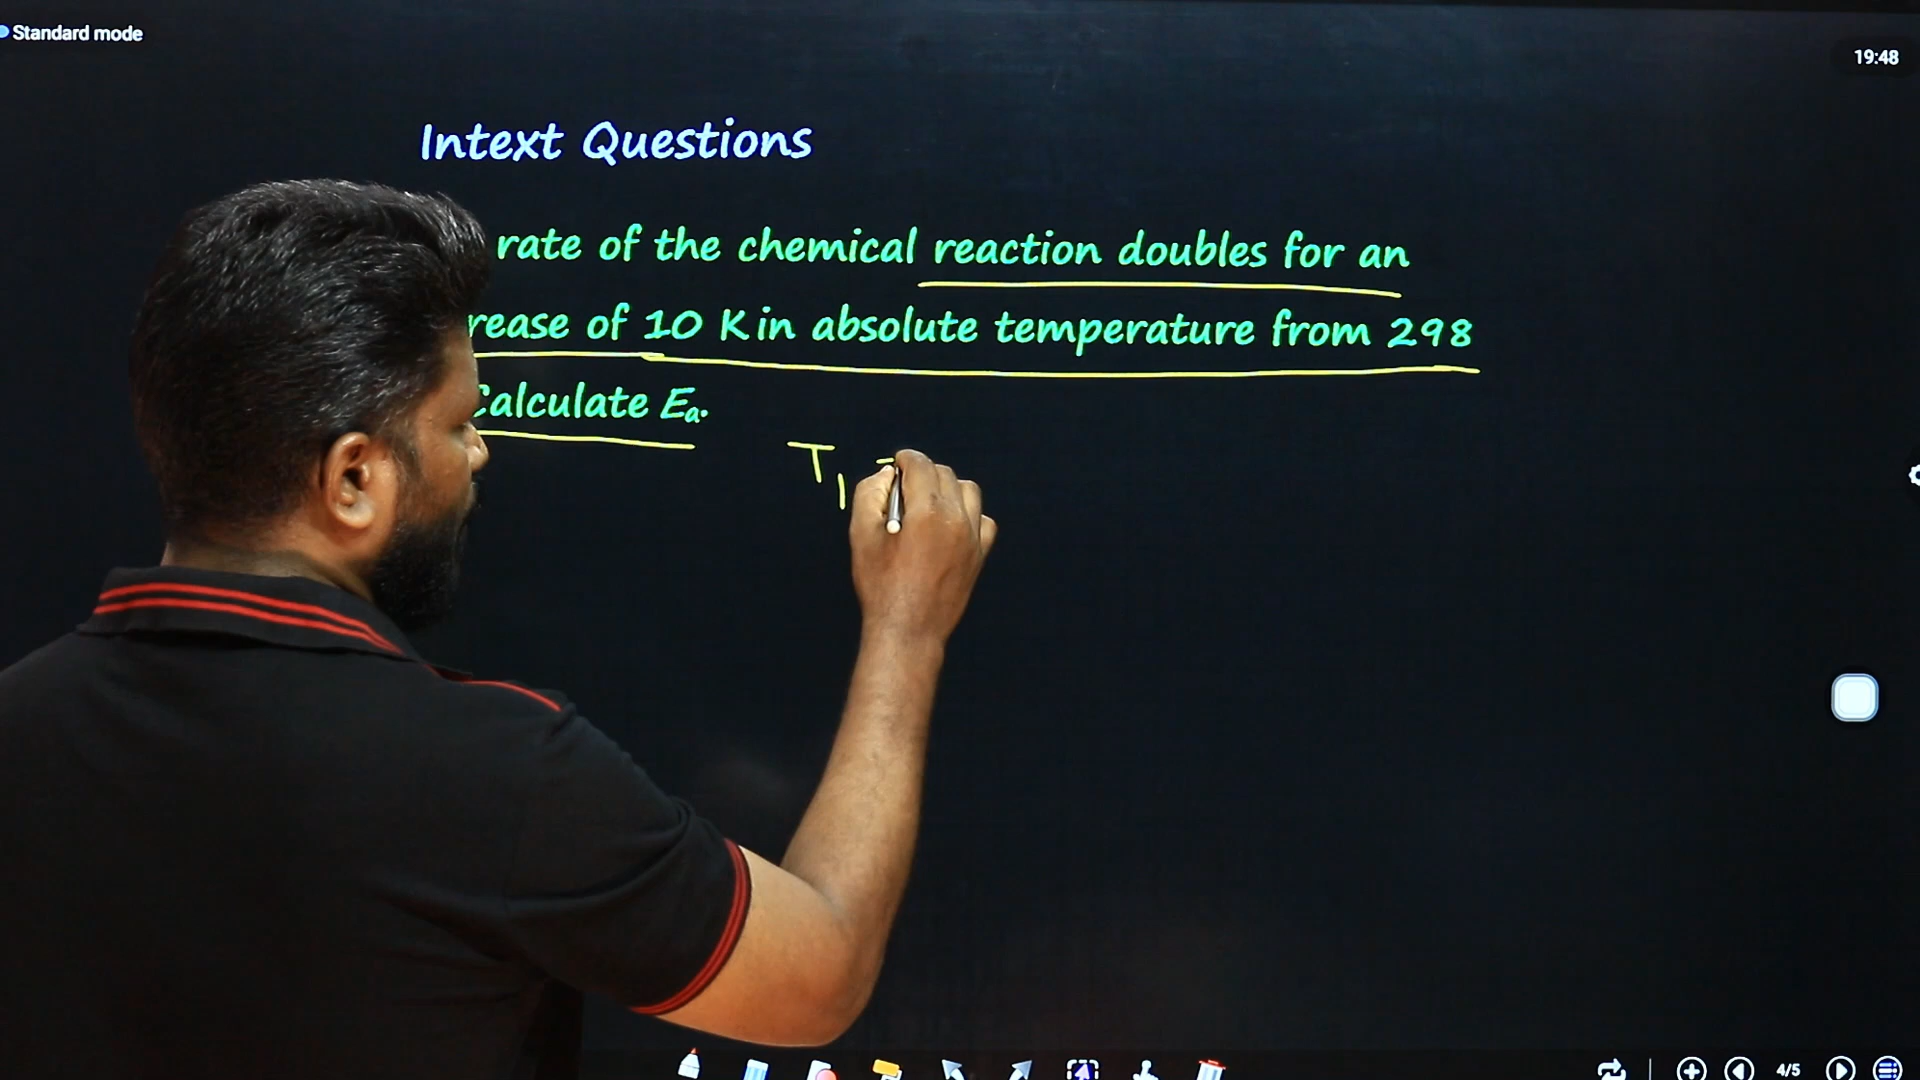 Standard mode
19:48
Intext Questions
rate of the chemical reaction doubles for an
rease of 10 K in absolute temperature from 298
Calculate Ea.
T1
4/5